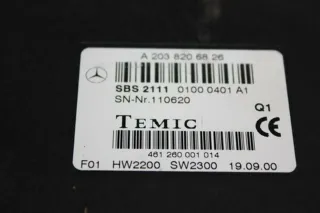 A 203 820 68 26
SBS 2111 0100 0401 A1
SN-Nr.110620
Q1
TEMIC
CE
461 260 001 014
F01 HW2200 SW2300 19.09.00